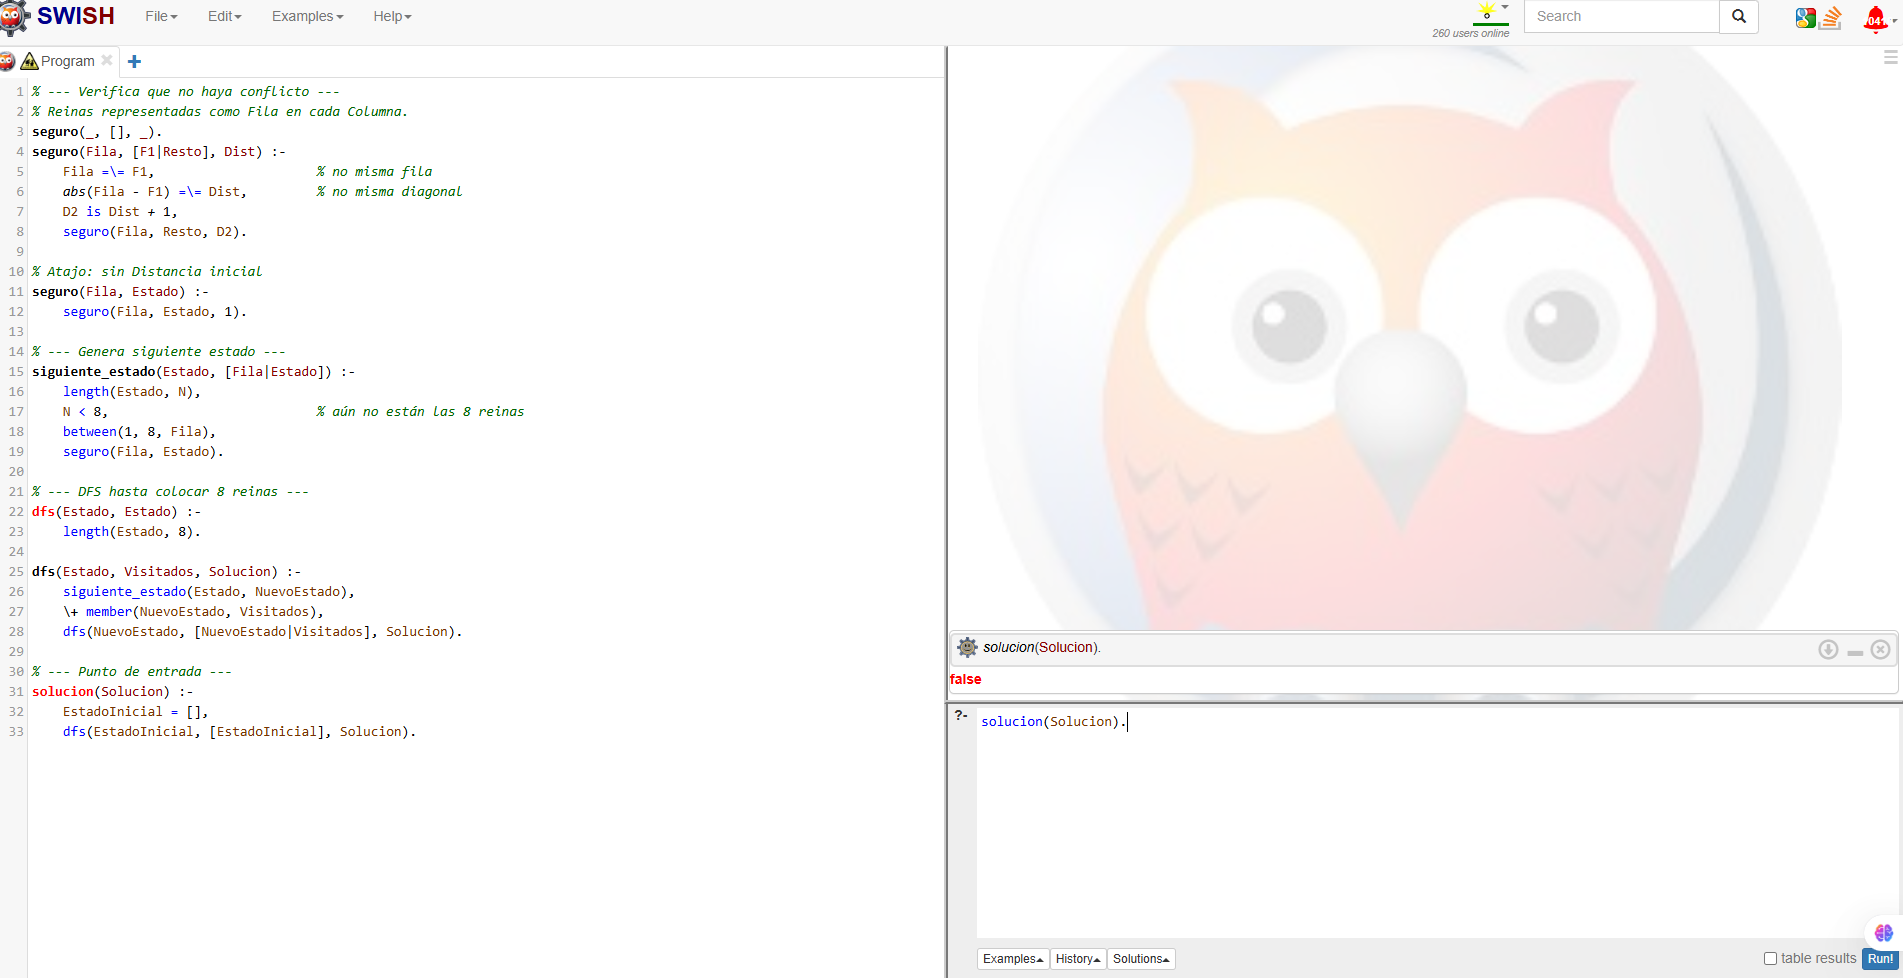 SWISH File Edit Examples Help 260 users online Search
Program
1 % --- Verifica que no haya conflicto ---
2 % Reinas representadas como Fila en cada Columna.
3 seguro(_, [], _).
4 seguro(Fila, [F1|Resto], Dist) :-
5 Fila =\= F1, % no misma fila
6 abs(Fila - F1) =\= Dist, % no misma diagonal
7 D2 is Dist + 1,
8 seguro(Fila, Resto, D2).
9
10 % Atajo: sin Distancia inicial
11 seguro(Fila, Estado) :-
12 seguro(Fila, Estado, 1).
13
14 % --- Genera siguiente estado ---
15 siguiente_estado(Estado, [Fila|Estado]) :-
16 length(Estado, N),
17 N < 8, % aún no están las 8 reinas
18 between(1, 8, Fila),
19 seguro(Fila, Estado).
20
21 % --- DFS hasta colocar 8 reinas ---
22 dfs(Estado, Estado) :-
23 length(Estado, 8).
24
25 dfs(Estado, Visitados, Solucion) :-
26 siguiente_estado(Estado, NuevoEstado),
27 \+ member(NuevoEstado, Visitados),
28 dfs(NuevoEstado, [NuevoEstado|Visitados], Solucion).
29
30 % --- Punto de entrada ---
31 solucion(Solucion) :-
32 EstadoInicial = [],
33 dfs(EstadoInicial, [EstadoInicial], Solucion).
solucion(Solucion).
false
?- solucion(Solucion).
Examples History Solutions table results Run!